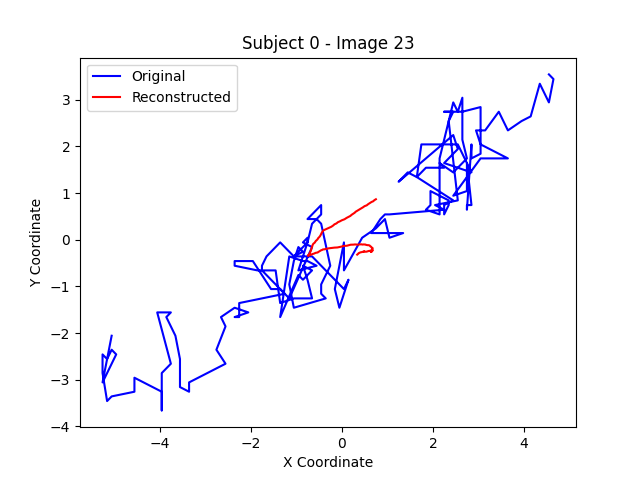 Subject 0 - Image 23
Original
Reconstructed
Y Coordinate
3
2
1
0
−1
−2
−3
−4
−4
−2
0
2
4
X Coordinate